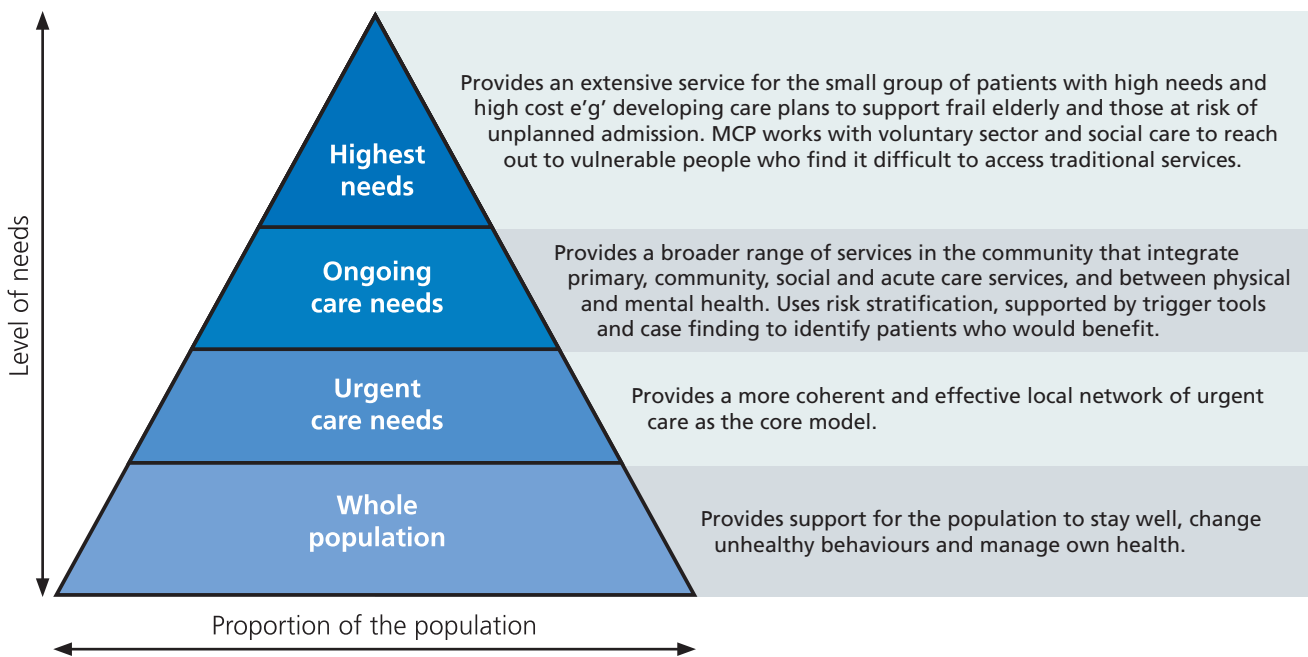 Level of needs
Highest
needs
Provides an extensive service for the small group of patients with high needs and
high cost e'g' developing care plans to support frail elderly and those at risk of
unplanned admission. MCP works with voluntary sector and social care to reach
out to vulnerable people who find it difficult to access traditional services.
Ongoing
care needs
Provides a broader range of services in the community that integrate
primary, community, social and acute care services, and between physical
and mental health. Uses risk stratification, supported by trigger tools
and case finding to identify patients who would benefit.
Urgent
care needs
Provides a more coherent and effective local network of urgent
care as the core model.
Whole
population
Provides support for the population to stay well, change
unhealthy behaviours and manage own health.
Proportion of the population